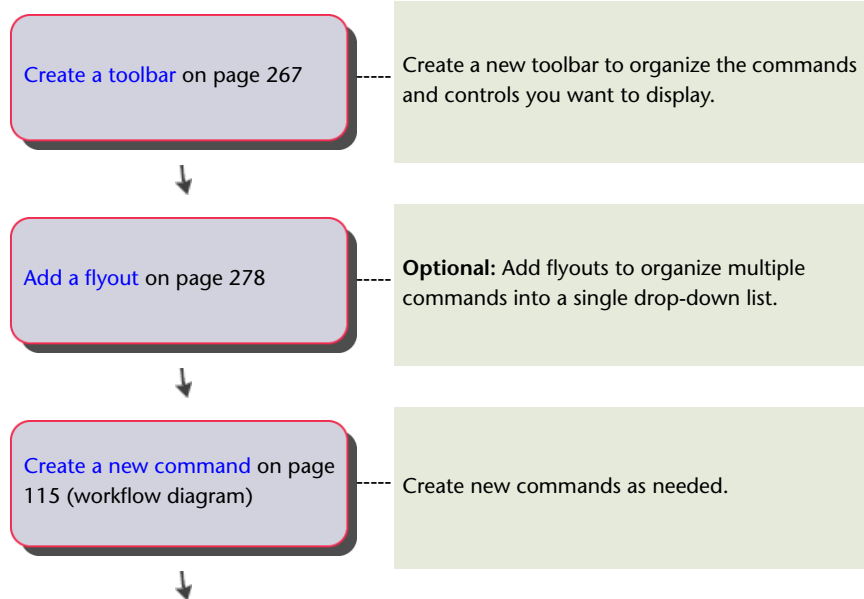 Create a toolbar on page 267
Create a new toolbar to organize the commands
and controls you want to display.
Add a flyout on page 278
Optional: Add flyouts to organize multiple
commands into a single drop-down list.
Create a new command on page
115 (workflow diagram)
Create new commands as needed.